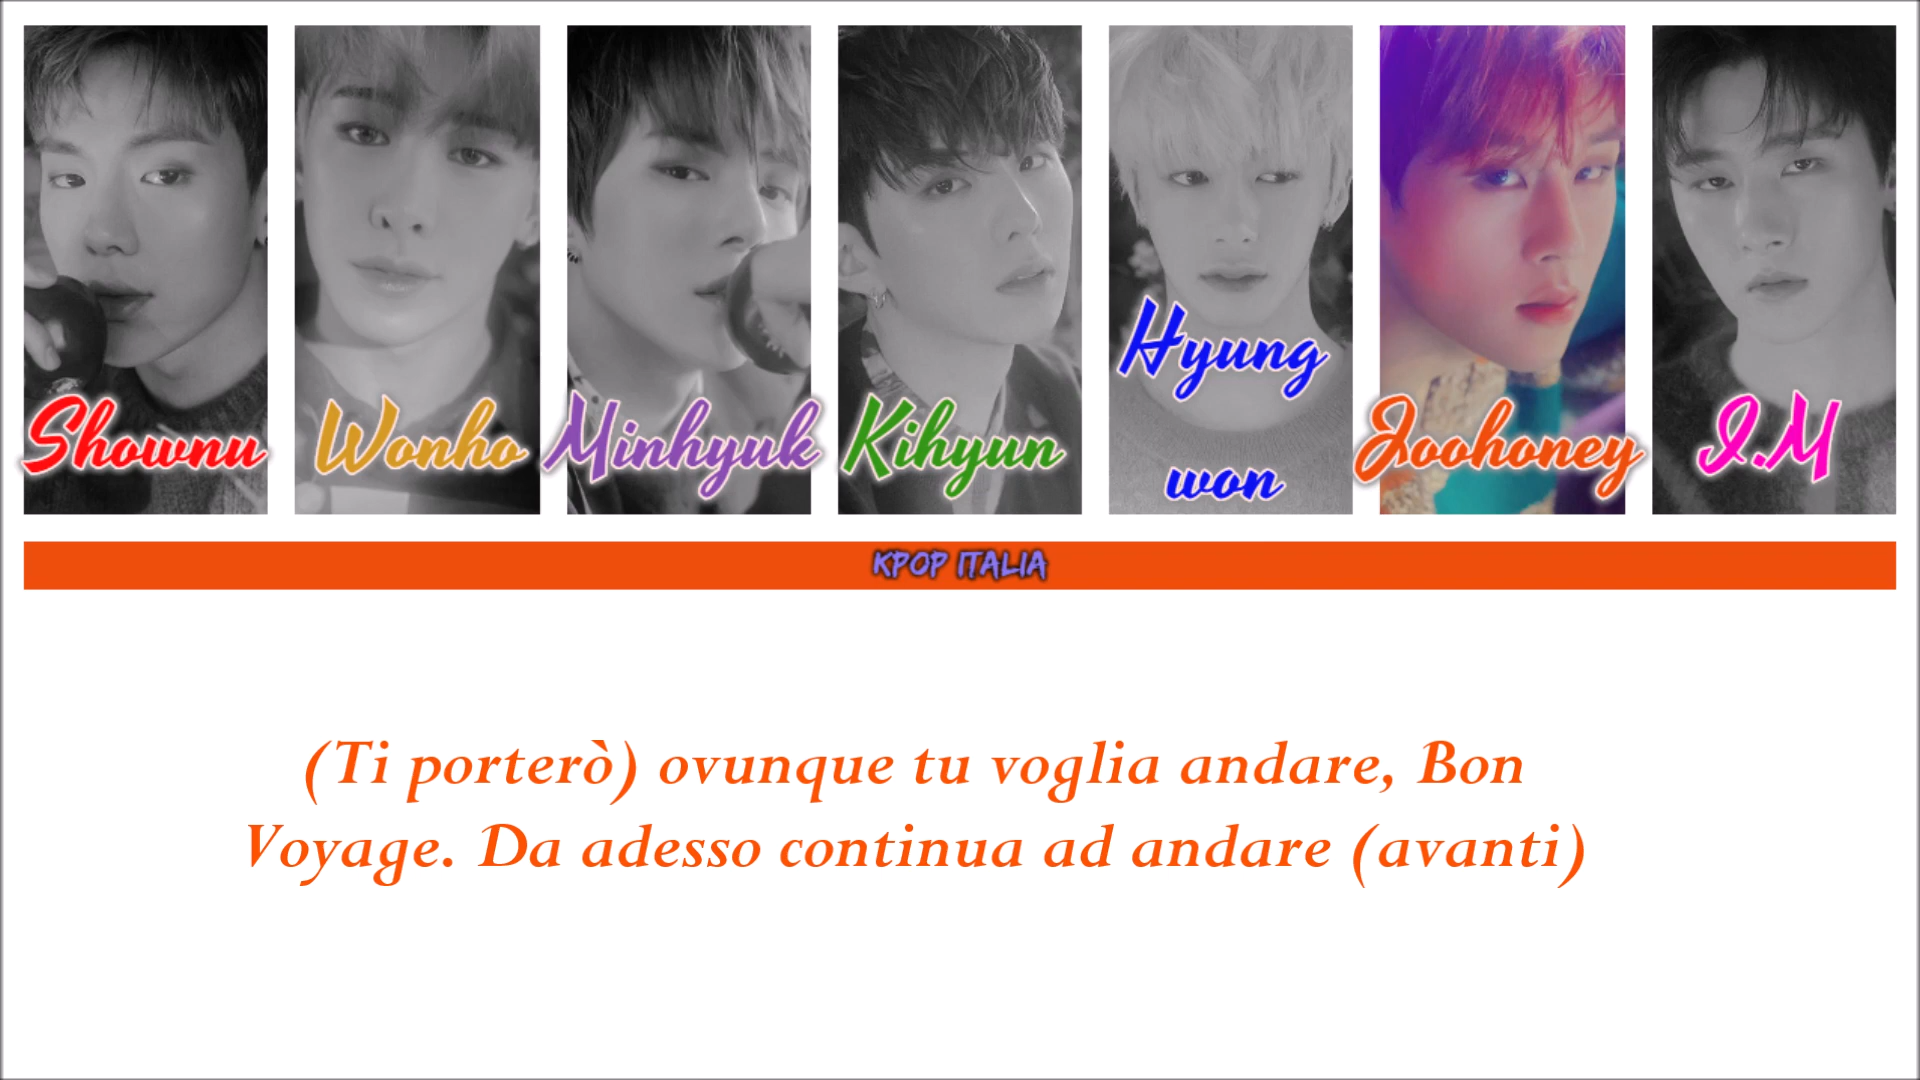 Shownu
Wonho
Minhyuk
Kihyun
Hyung
won
Joohoney
I.M
KPOP ITALIA
(Ti porterò) ovunque tu voglia andare, Bon
Voyage. Da adesso continua ad andare (avanti)